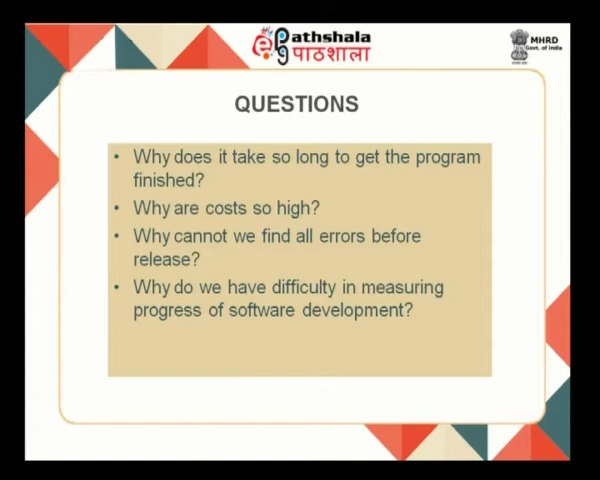 epgathshala
पाठशाला
MHRD
Govt. of India
QUESTIONS
• Why does it take so long to get the program
finished?
• Why are costs so high?
• Why cannot we find all errors before
release?
• Why do we have difficulty in measuring
progress of software development?